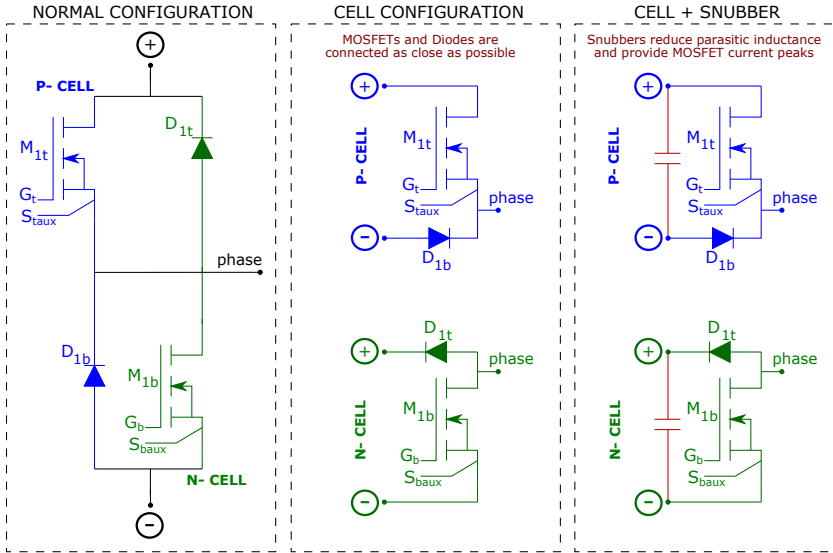 NORMAL CONFIGURATION
+
P- CELL
D1t
M1t
Gt
Staux
phase
D1b
M1b
Gb
Sbaux
N- CELL
-
CELL CONFIGURATION
MOSFETs and Diodes are
connected as close as possible
+
P- CELL
M1t
Gt
Staux
phase
-
D1b
D1t
+
phase
N- CELL
M1b
Gb
Sbaux
-
CELL + SNUBBER
Snubbers reduce parasitic inductance
and provide MOSFET current peaks
+
P- CELL
M1t
Gt
Staux
phase
-
D1b
D1t
+
phase
N- CELL
M1b
Gb
Sbaux
-